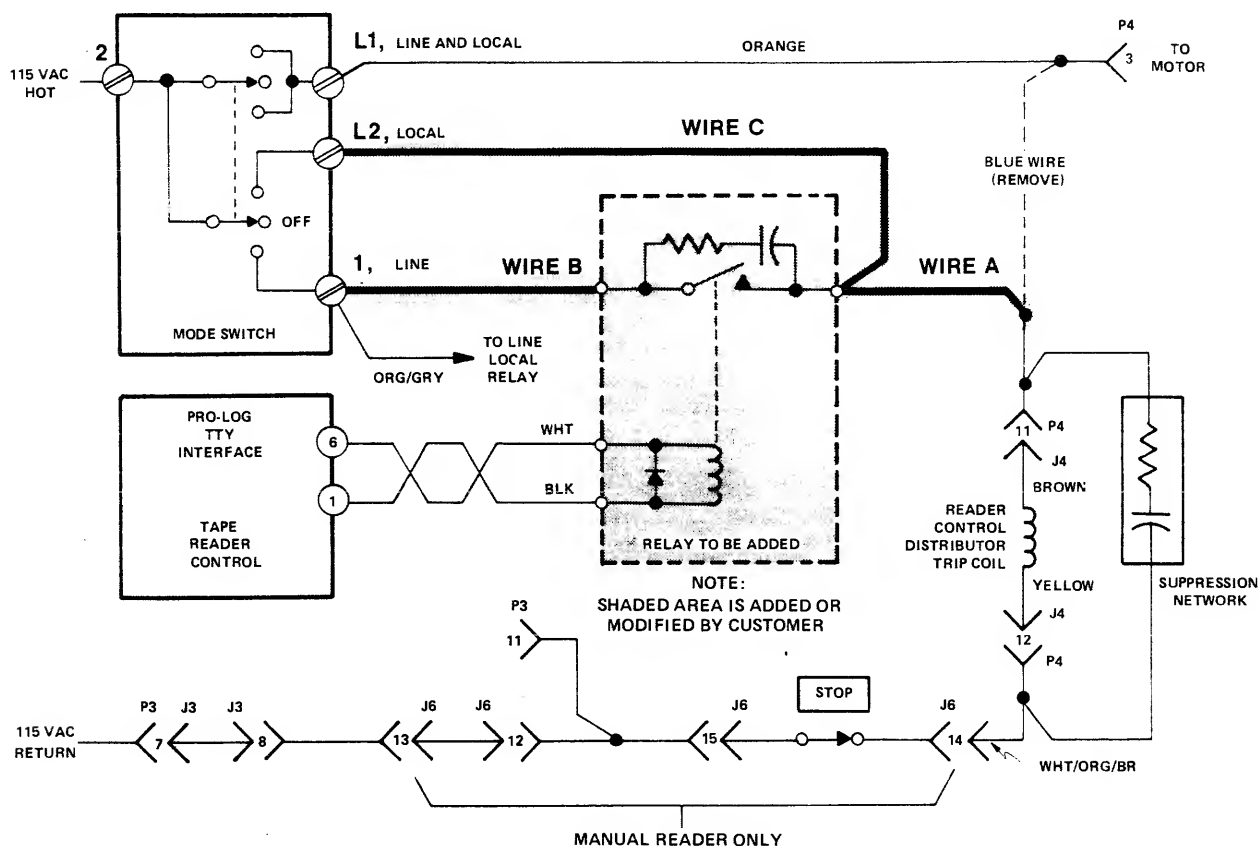 2
115 VAC
HOT
L1, LINE AND LOCAL
ORANGE
P4
3
TO
MOTOR
L2, LOCAL
WIRE C
BLUE WIRE
(REMOVE)
OFF
1, LINE
WIRE B
WIRE A
MODE SWITCH
ORG/GRY
TO LINE
LOCAL
RELAY
PRO-LOG
TTY
INTERFACE
6
1
TAPE
READER
CONTROL
WHT
BLK
RELAY TO BE ADDED
NOTE:
SHADED AREA IS ADDED OR
MODIFIED BY CUSTOMER
11
P4
J4
BROWN
READER
CONTROL
DISTRIBUTOR
TRIP COIL
YELLOW
J4
12
P4
SUPPRESSION
NETWORK
P3
11
STOP
115 VAC
RETURN
P3
7
J3
J3
8
13
J6
J6
12
15
J6
J6
14
WHT/ORG/BR
MANUAL READER ONLY